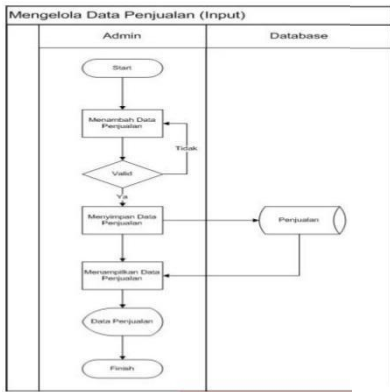 Mengelola Data Penjualan (Input)
Admin
Database
Start
Menambah Data
Penjualan
Tidak
Valid
Ya
Menyimpan Data
Penjualan
Penjualan
Menampilkan Data
Penjualan
Data Penjualan
Finish